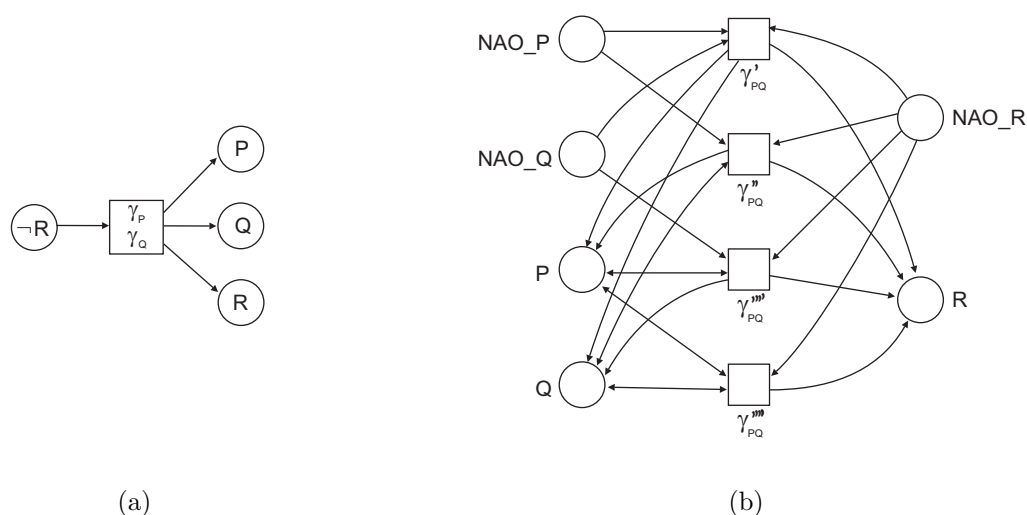 NAO_P
γ'PQ
P
NAO_R
NAO_Q
¬R
γP
γQ
γ''PQ
Q
P
R
γ'''PQ
R
Q
γ''''PQ
(a)
(b)